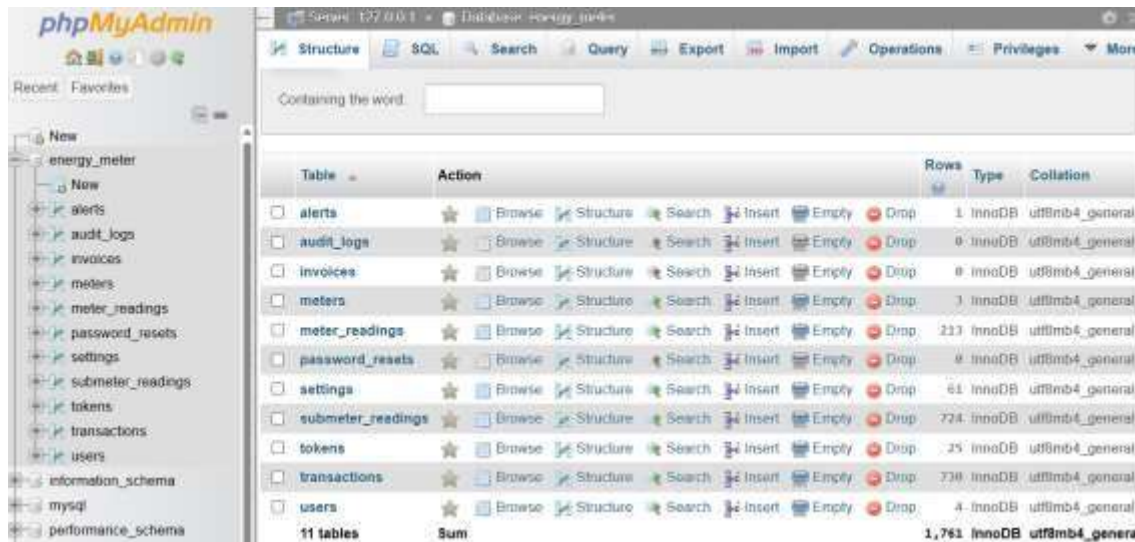 phpMyAdmin
Recent Favorites
New
energy_meter
New
alerts
audit_logs
invoices
meters
meter_readings
password_resets
settings
submeter_readings
tokens
transactions
users
information_schema
mysql
performance_schema
Server: 127.0.0.1 » Database: energy_meter
Structure SQL Search Query Export Import Operations Privileges More
Containing the word:
Table Action Rows Type Collation
alerts Browse Structure Search Insert Empty Drop 1 InnoDB utf8mb4_general
audit_logs Browse Structure Search Insert Empty Drop 0 InnoDB utf8mb4_general
invoices Browse Structure Search Insert Empty Drop 0 InnoDB utf8mb4_general
meters Browse Structure Search Insert Empty Drop 3 InnoDB utf8mb4_general
meter_readings Browse Structure Search Insert Empty Drop 213 InnoDB utf8mb4_general
password_resets Browse Structure Search Insert Empty Drop 0 InnoDB utf8mb4_general
settings Browse Structure Search Insert Empty Drop 61 InnoDB utf8mb4_general
submeter_readings Browse Structure Search Insert Empty Drop 724 InnoDB utf8mb4_general
tokens Browse Structure Search Insert Empty Drop 25 InnoDB utf8mb4_general
transactions Browse Structure Search Insert Empty Drop 730 InnoDB utf8mb4_general
users Browse Structure Search Insert Empty Drop 4 InnoDB utf8mb4_general
11 tables Sum 1,761 InnoDB utf8mb4_genera